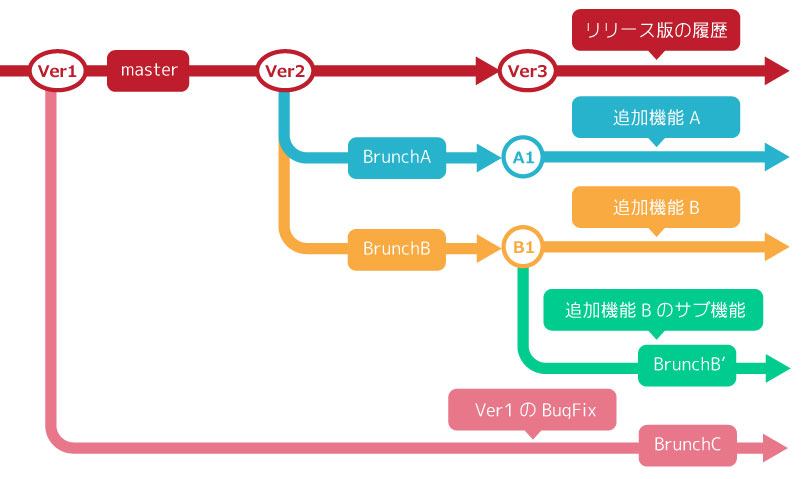 リリース版の履歴
Ver1
master
Ver2
Ver3
追加機能 A
BrunchA
A1
追加機能 B
BrunchB
B1
追加機能 B のサブ機能
BrunchB’
Ver1 の BugFix
BrunchC